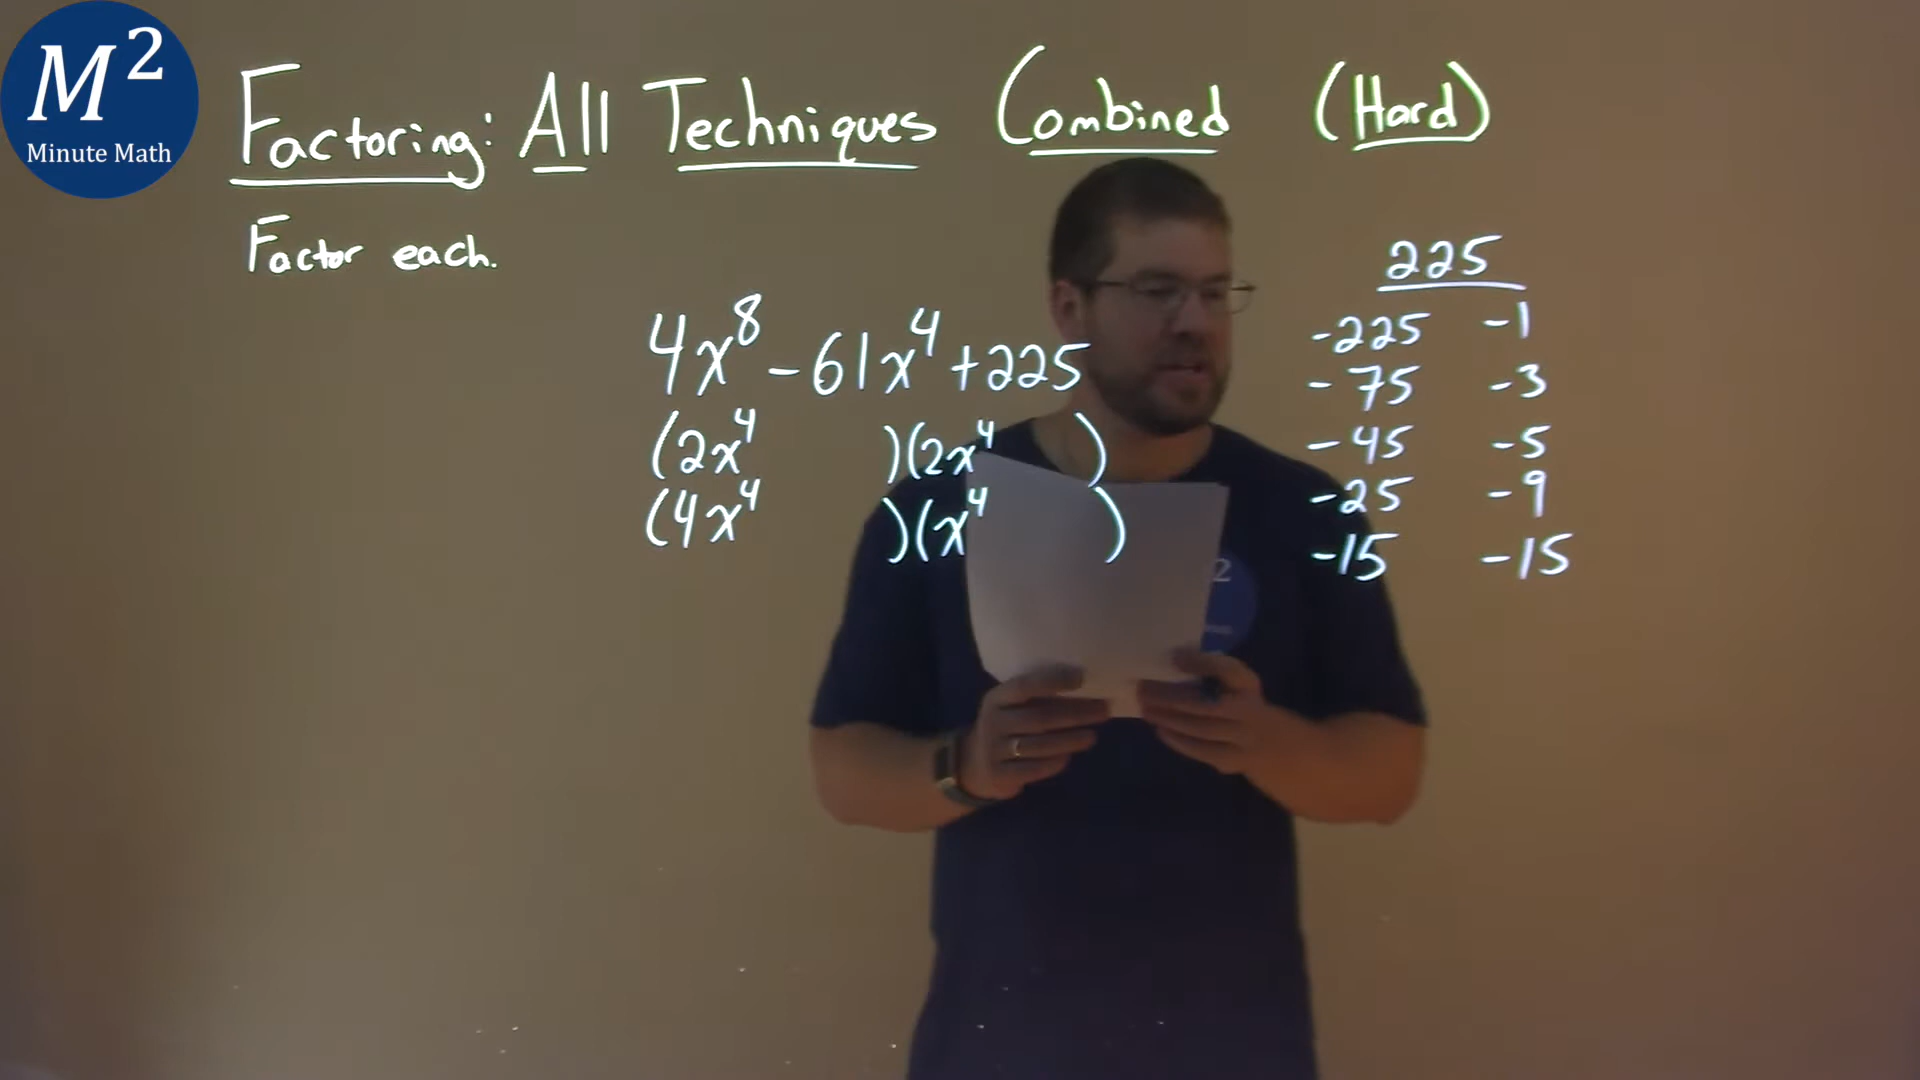 M²
Minute Math
Factoring: All Techniques Combined (Hard)
Factor each.
4x⁸ - 61x⁴ + 225
(2x⁴ )(2x⁴ )
(4x⁴ )(x⁴ )
225
-225 -1
-75 -3
-45 -5
-25 -9
-15 -15
2